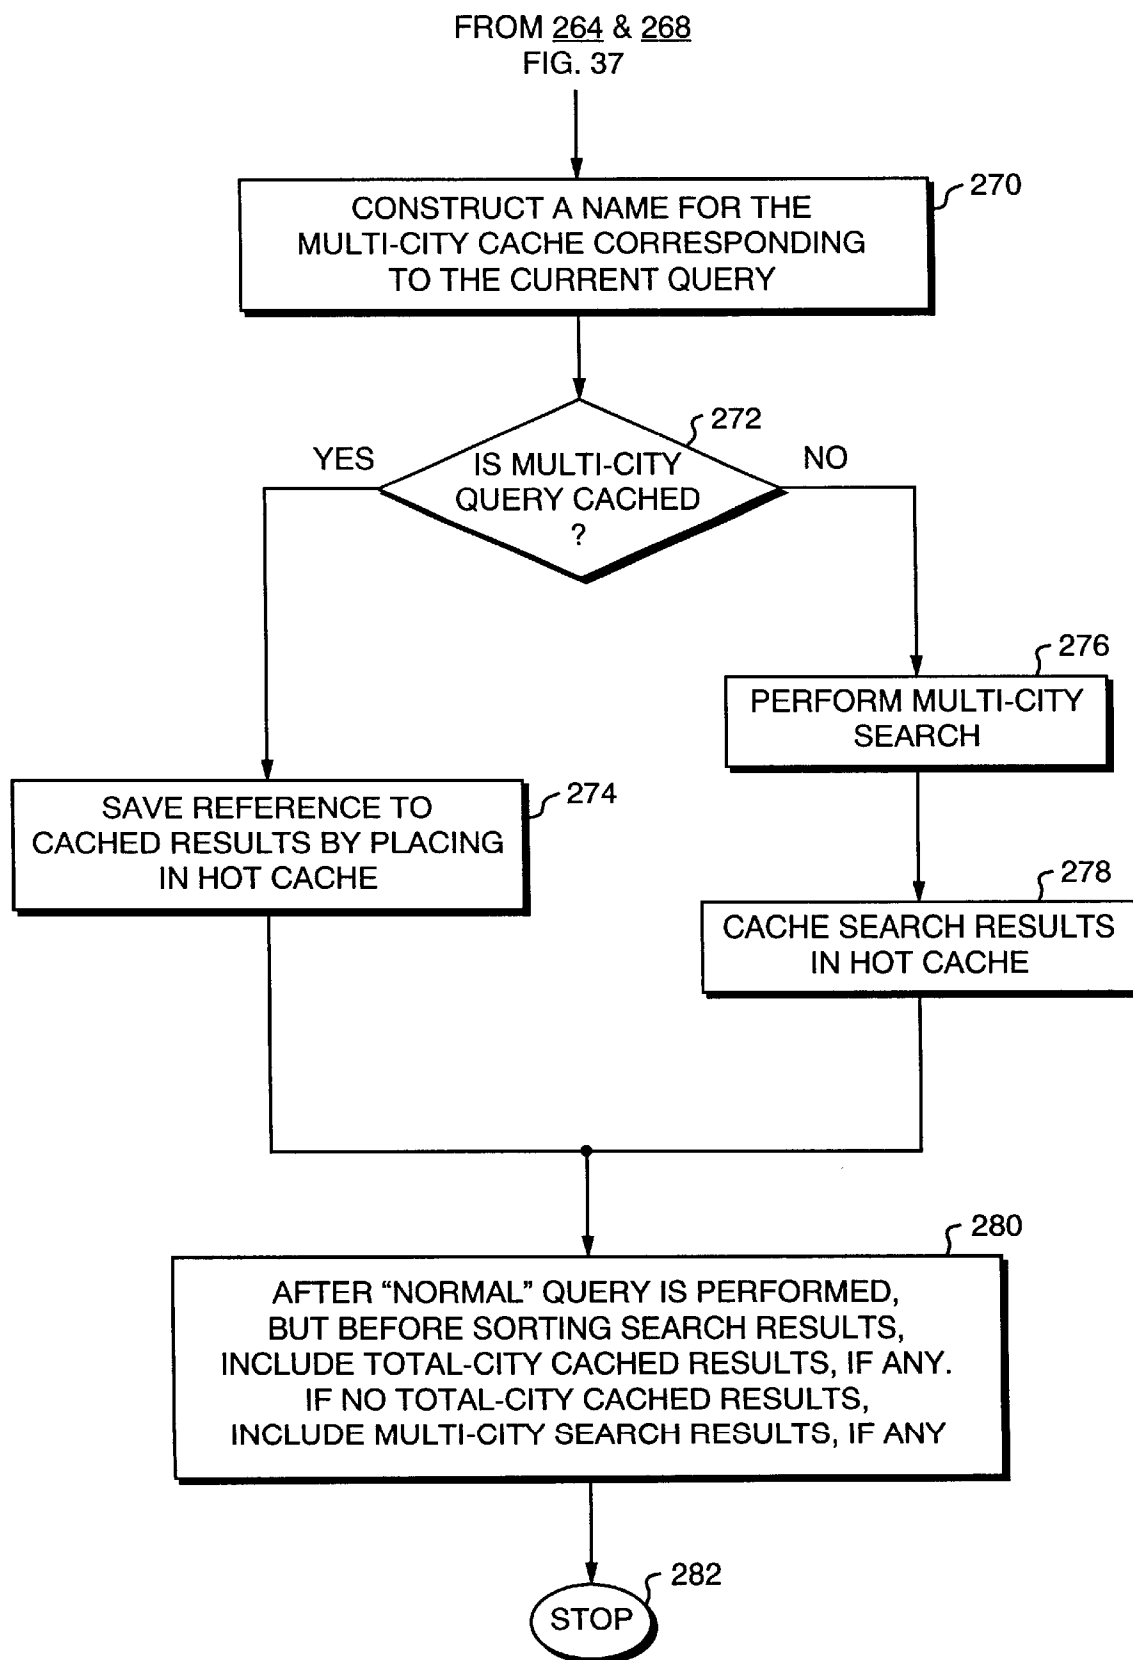 FROM 264 & 268
FIG. 37
270
CONSTRUCT A NAME FOR THE
MULTI-CITY CACHE CORRESPONDING
TO THE CURRENT QUERY
272
YES
NO
IS MULTI-CITY
QUERY CACHED
?
276
PERFORM MULTI-CITY
SEARCH
274
SAVE REFERENCE TO
CACHED RESULTS BY PLACING
IN HOT CACHE
278
CACHE SEARCH RESULTS
IN HOT CACHE
280
AFTER “NORMAL” QUERY IS PERFORMED,
BUT BEFORE SORTING SEARCH RESULTS,
INCLUDE TOTAL-CITY CACHED RESULTS, IF ANY.
IF NO TOTAL-CITY CACHED RESULTS,
INCLUDE MULTI-CITY SEARCH RESULTS, IF ANY
282
STOP